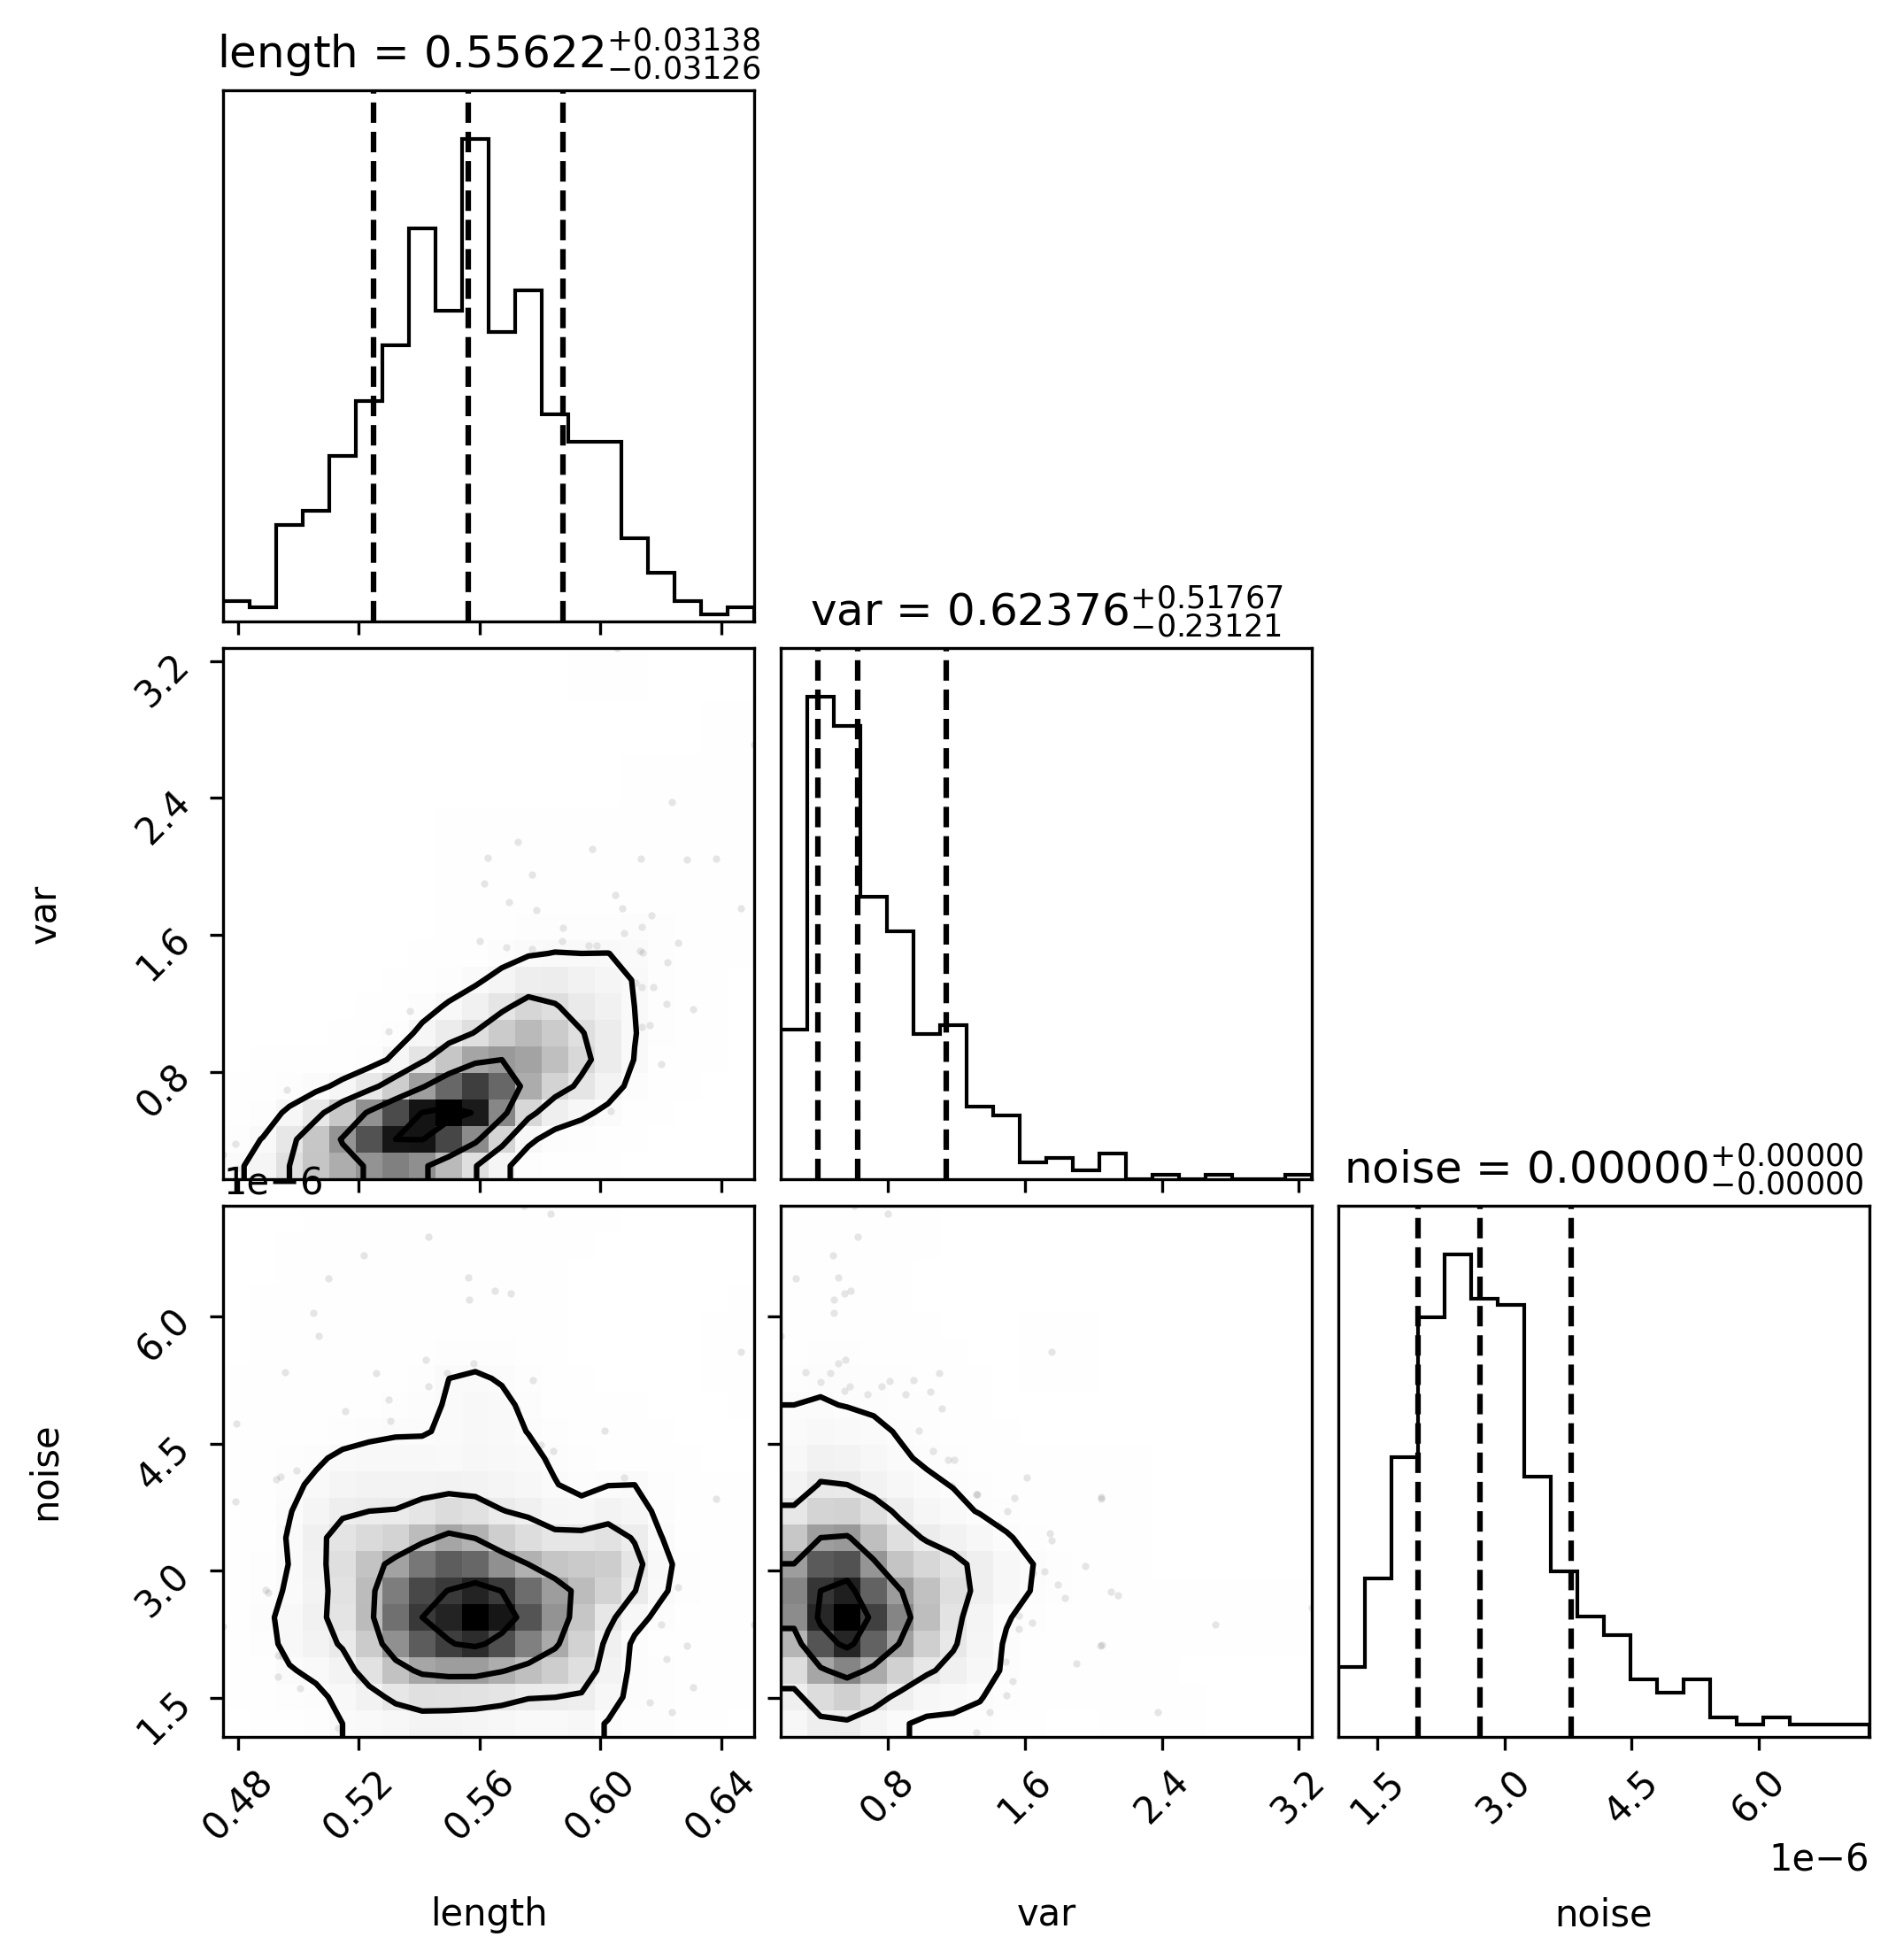 length = 0.55622 +0.03138 −0.03126
var = 0.62376 +0.51767 −0.23121
3.2
2.4
1.6
0.8
var
noise = 0.00000 +0.00000 −0.00000
1e−6
6.0
4.5
3.0
1.5
noise
0.48 0.52 0.56 0.60 0.64
0.8 1.6 2.4 3.2
1.5 3.0 4.5 6.0
1e−6
length
var
noise